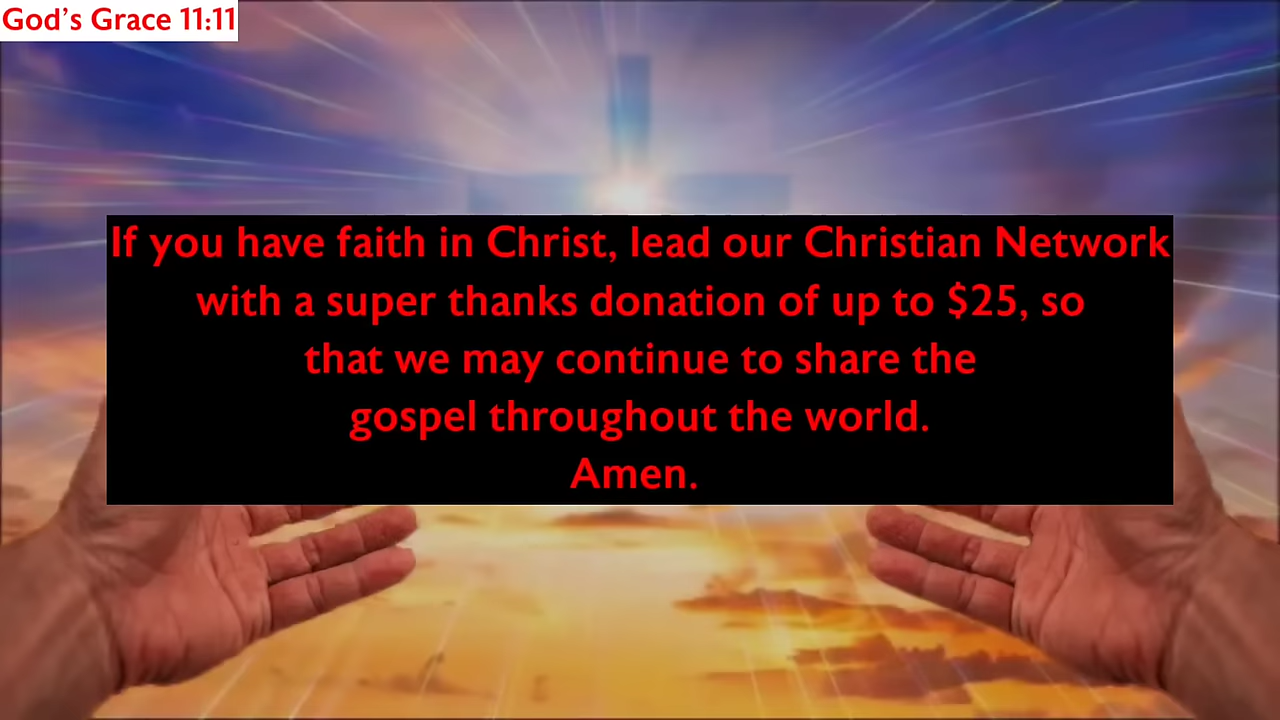 God's Grace 11:11
If you have faith in Christ, lead our Christian Network
with a super thanks donation of up to $25, so
that we may continue to share the
gospel throughout the world.
Amen.